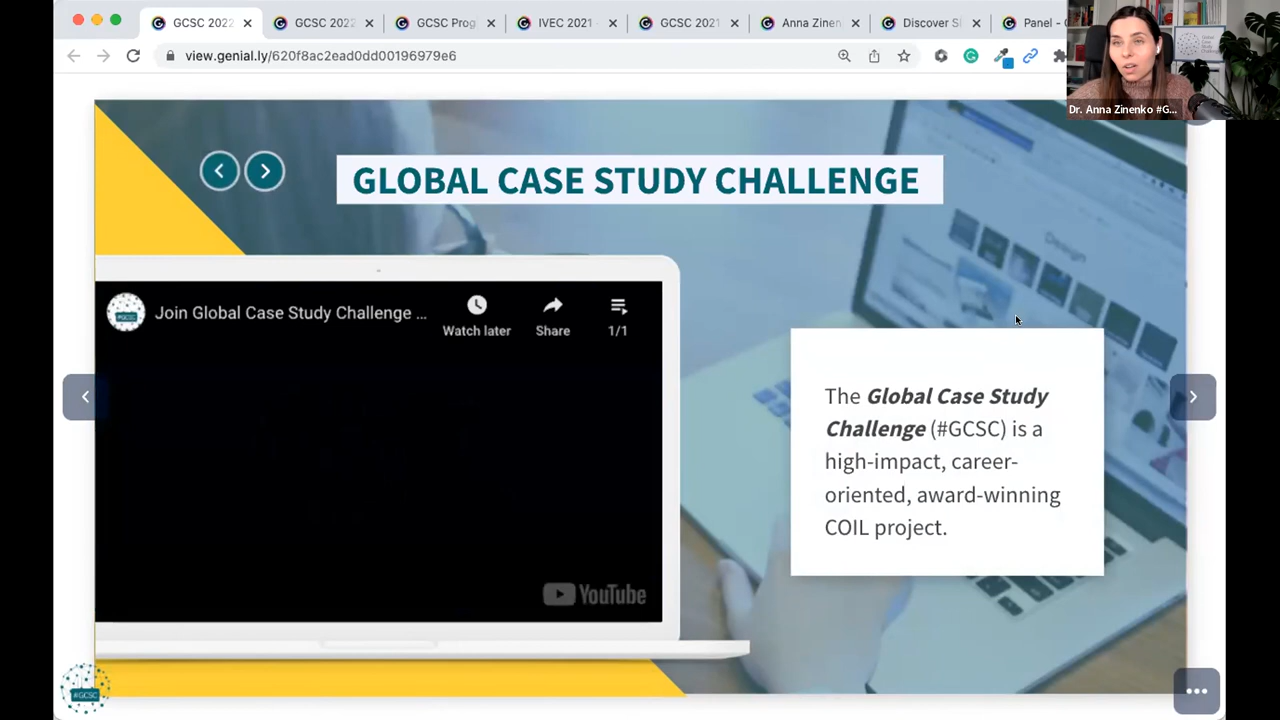 GCSC 2022
GCSC 2022
GCSC Prog
IVEC 2021
GCSC 2021
Anna Zinen
Discover S
Panel -
view.genial.ly/620f8ac2ead0dd00196979e6
Dr. Anna Zinenko #G...
GLOBAL CASE STUDY CHALLENGE
Join Global Case Study Challenge ...
Watch later
Share
1/1
YouTube
The Global Case Study
Challenge (#GCSC) is a
high-impact, career-
oriented, award-winning
COIL project.
Design
#GCSC